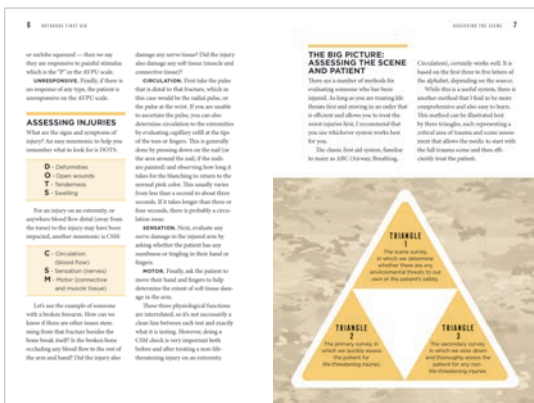 6 OUTDOOR FIRST AID
or earlobe squeezed — then we say
they are responsive to painful stimulus
which is the "P" in the AVPU scale.
UNRESPONSIVE. Finally, if there is
no response of any type, the patient is
unresponsive on the AVPU scale.
ASSESSING INJURIES
What are the signs and symptoms of
injury? An easy mnemonic to help you
remember what to look for is DOTS:
D - Deformities
O - Open wounds
T - Tenderness
S - Swelling
For an injury on an extremity, or
anywhere blood flow distal (away from
the torso) to the injury may have been
impacted, another mnemonic is CSM:
C - Circulation
(blood flow)
S - Sensation (nerves)
M - Motor (connective
and muscle tissue)
Let's use the example of someone
with a broken forearm. How can we
know if there are other issues stem-
ming from that fracture besides the
bone break itself? Is the broken bone
occluding any blood flow to the rest of
the arm and hand? Did the injury also
damage any nerve tissue? Did the injury
also damage any soft tissue (muscle and
connective tissue)?
CIRCULATION. First take the pulse
that is distal to that fracture, which in
this case would be the radial pulse, or
the pulse at the wrist. If you are unable
to ascertain the pulse, you can also
determine circulation to the extremities
by evaluating capillary refill at the tips
of the toes or fingers. This is generally
done by pressing down on the nail (or
the area around the nail, if the nails
are painted) and observing how long it
takes for the blanching to return to the
normal pink color. This usually varies
from less than a second to about three
seconds. If it takes longer than three or
four seconds, there is probably a circu-
lation issue.
SENSATION. Next, evaluate any
nerve damage in the injured arm by
asking whether the patient has any
numbness or tingling in their hand or
fingers.
MOTOR. Finally, ask the patient to
move their hand and fingers to help
determine the extent of soft tissue dam-
age in the arm.
These three physiological functions
are interrelated, so it's not necessarily a
clean line between each test and exactly
what it is testing. However, doing a
CSM check is very important both
before and after treating a non-life-
threatening injury on an extremity.
ASSESSING THE SCENE 7
THE BIG PICTURE:
ASSESSING THE SCENE
AND PATIENT
There are a number of methods for
evaluating someone who has been
injured. As long as you are treating life
threats first and moving in an order that
is efficient and allows you to treat the
worst injuries first, I recommend that
you use whichever system works best
for you.
The classic first aid system, familiar
to many as ABC (Airway, Breathing,
Circulation), certainly works well. It is
based on the first three to five letters of
the alphabet, depending on the source.
While this is a useful system, there is
another method that I find to be more
comprehensive and also easy to learn.
This method can be illustrated best
by three triangles, each representing a
critical area of trauma and scene assess-
ment that allows the medic to start with
the full trauma scene and then effi-
ciently treat the patient.
TRIANGLE
1
The scene survey,
in which we determine
whether there are any
environmental threats to our
own or the patient's safety.
TRIANGLE
2
The primary survey, in
which we quickly assess
the patient for
life-threatening injuries.
TRIANGLE
3
The secondary survey,
in which we slow down
and thoroughly assess the
patient for any non-
life-threatening injuries.